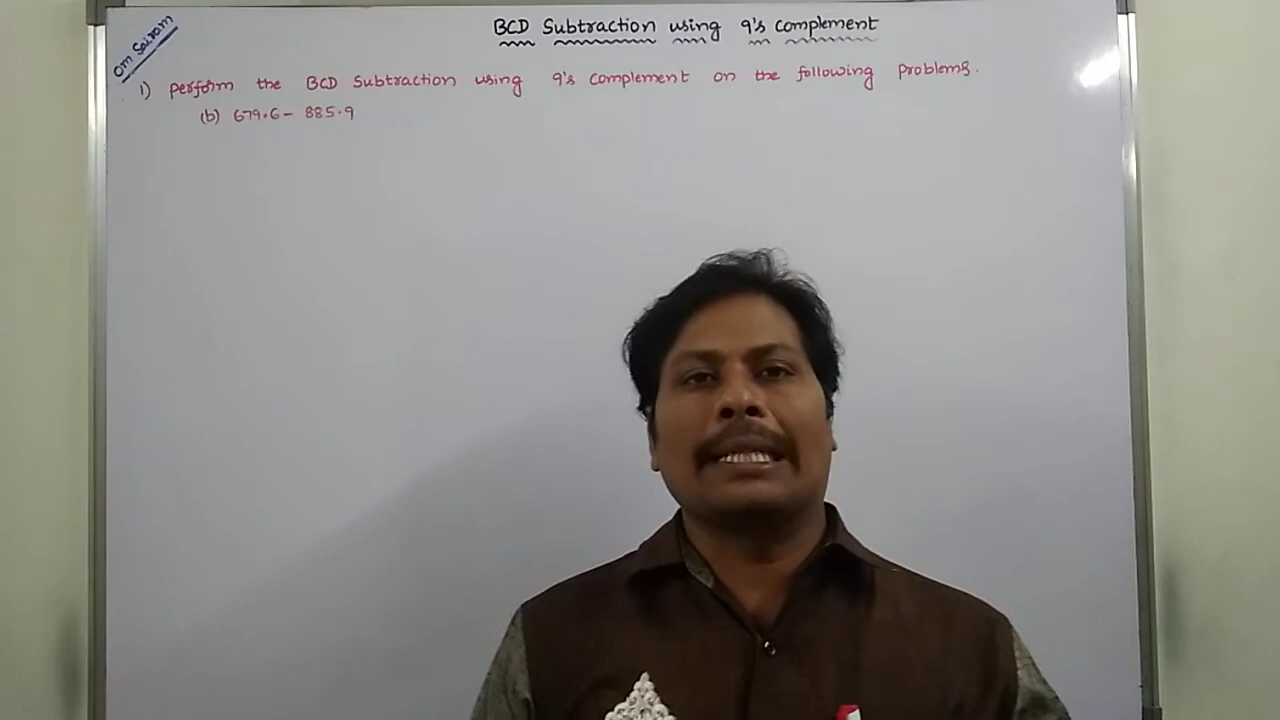 Om Sairam
BCD Subtraction using 9's complement
1) perform the BCD Subtraction using 9's complement on the following problems.
(b) 679.6 - 885.9